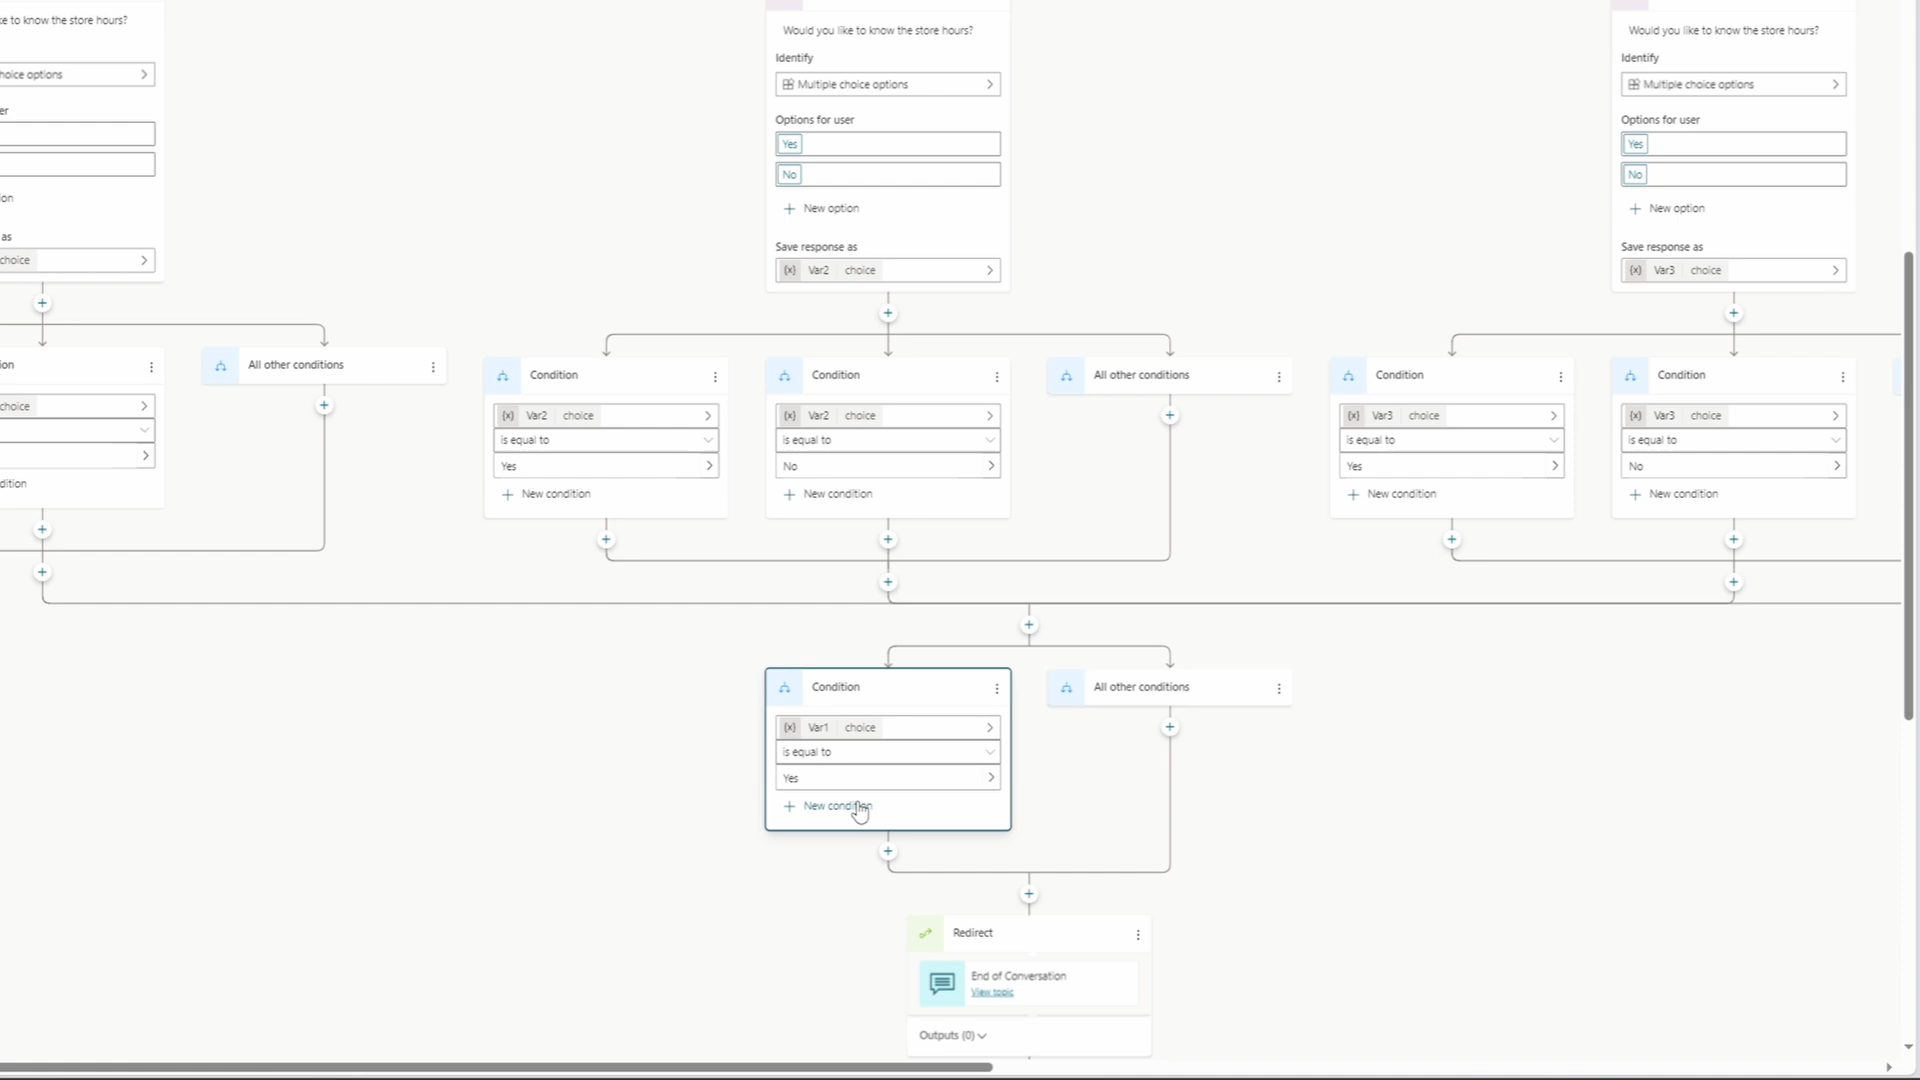 ke to know the store hours?
hoice options
er
ion
as
choice
ion
choice
dition
All other conditions
Would you like to know the store hours?
Identify
Multiple choice options
Options for user
Yes
No
New option
Save response as
{x} Var2 choice
Condition
{x} Var2 choice
is equal to
Yes
New condition
Condition
{x} Var2 choice
is equal to
No
New condition
All other conditions
Would you like to know the store hours?
Identify
Multiple choice options
Options for user
Yes
No
New option
Save response as
{x} Var3 choice
Condition
{x} Var3 choice
is equal to
Yes
New condition
Condition
{x} Var3 choice
is equal to
No
New condition
Condition
{x} Var1 choice
is equal to
Yes
New condition
All other conditions
Redirect
End of Conversation
View topic
Outputs (0)